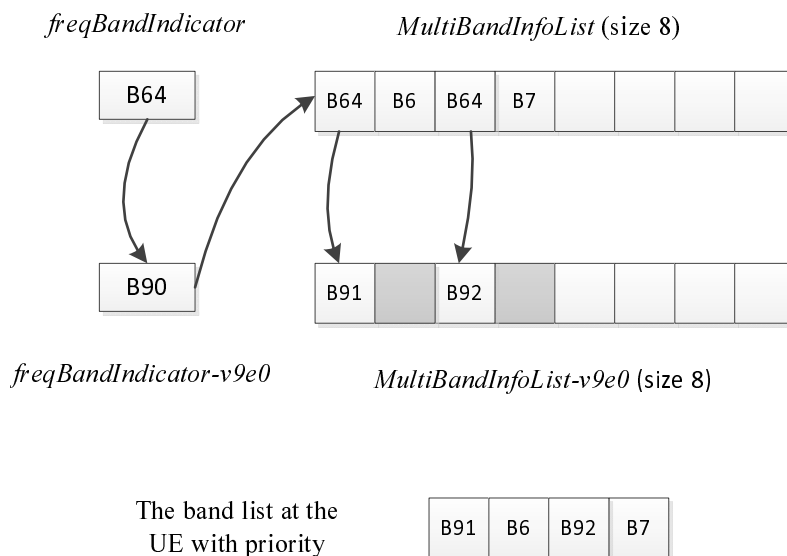 freqBandIndicator
MultiBandInfoList (size 8)
B64
B64 B6 B64 B7
B90
B91 B92
freqBandIndicator-v9e0
MultiBandInfoList-v9e0 (size 8)
The band list at the
UE with priority
B91 B6 B92 B7